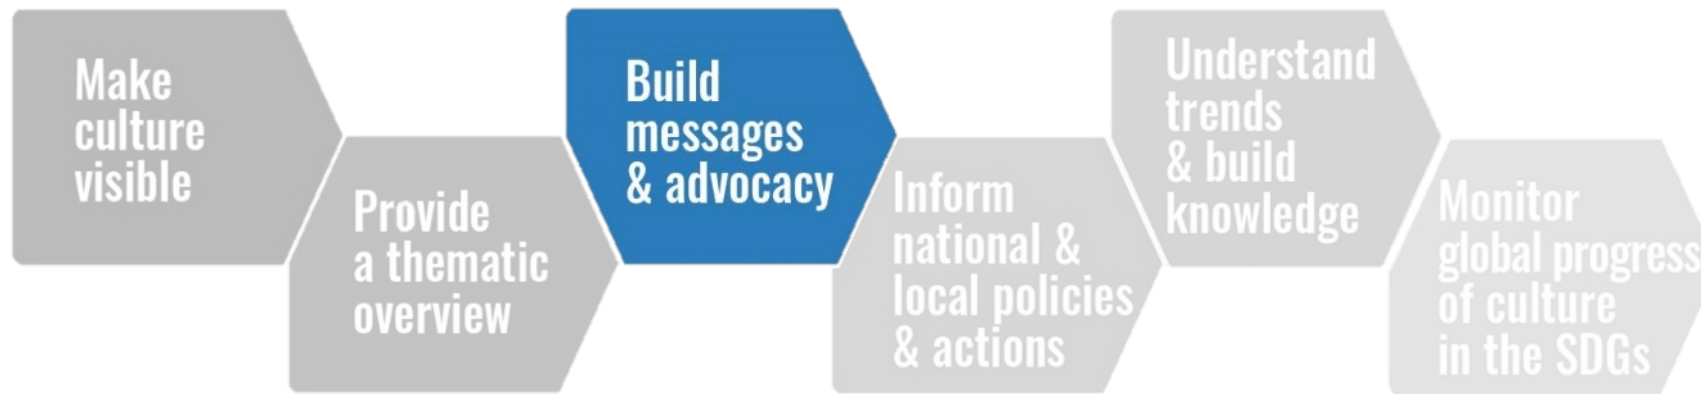 Make
culture
visible
Provide
a thematic
overview
Build
messages
& advocacy
Inform
national &
local policies
& actions
Understand
trends
& build
knowledge
Monitor
global progress
of culture
in the SDGs